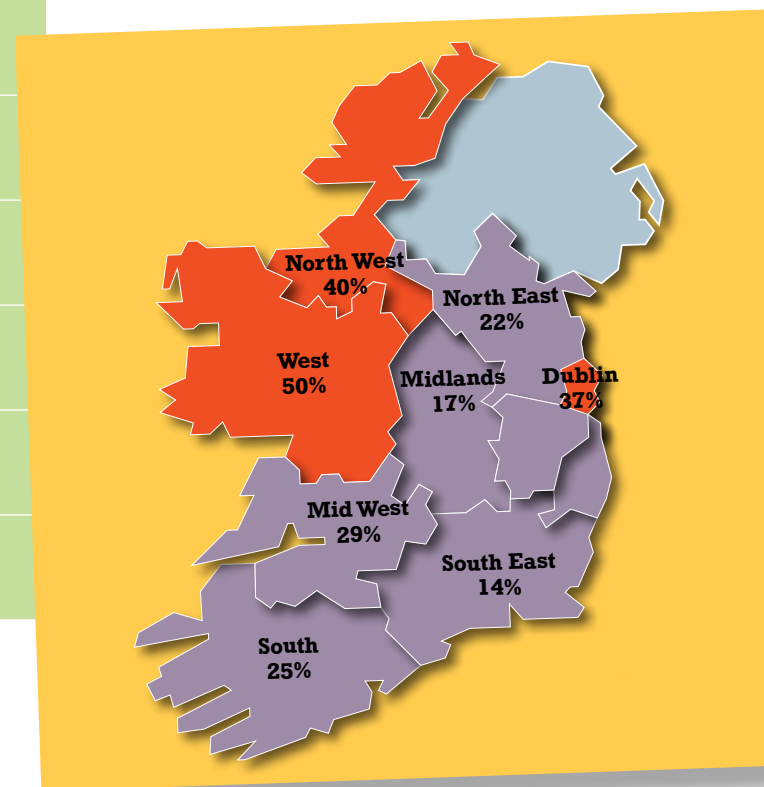 North West
40%
North East
22%
West
50%
Midlands
17%
Dublin
37%
Mid West
29%
South East
14%
South
25%